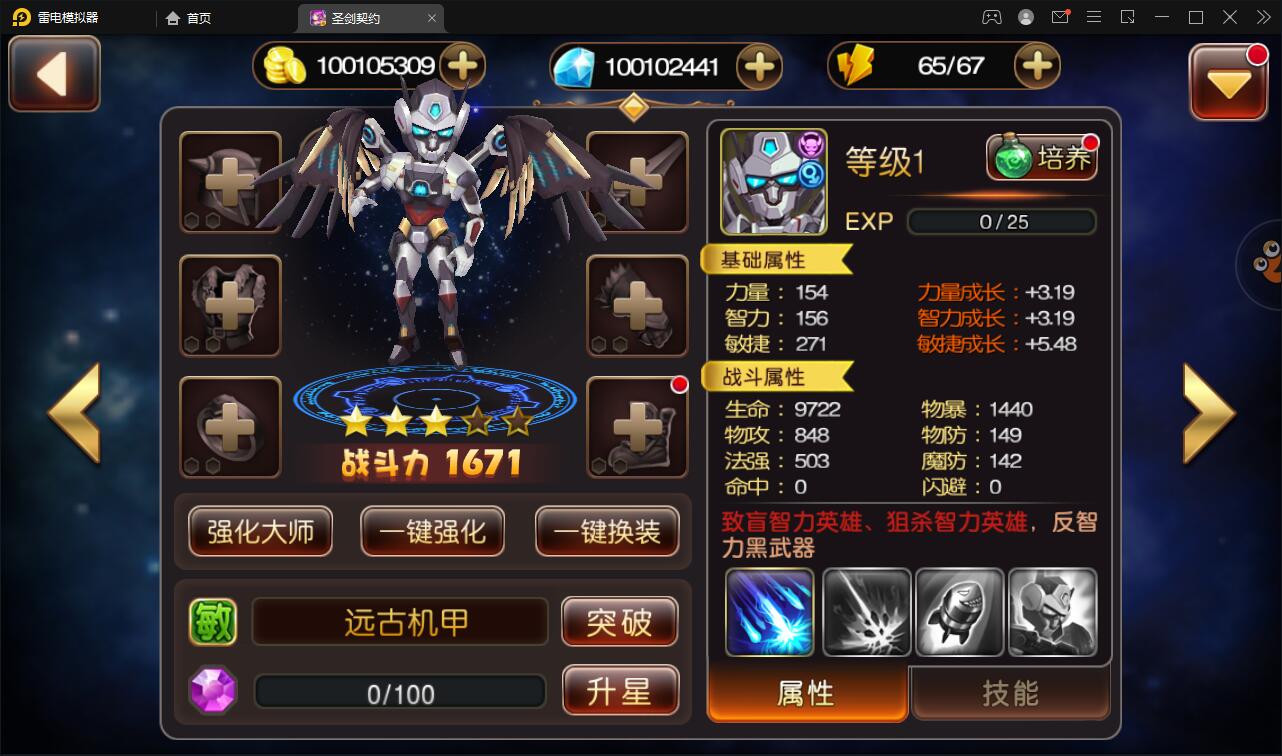 雷电模拟器
首页
圣剑契约
100105309
100102441
65/67
等级1
培养
EXP
0/25
基础属性
力量：154
力量成长：+3.19
智力：156
智力成长：+3.19
敏捷：271
敏捷成长：+5.48
战斗属性
生命：9722
物暴：1440
物攻：848
物防：149
法强：503
魔防：142
命中：0
闪避：0
致盲智力英雄、狙杀智力英雄，反智
力黑武器
属性
技能
战斗力 1671
强化大师
一键强化
一键换装
敏
远古机甲
突破
0/100
升星